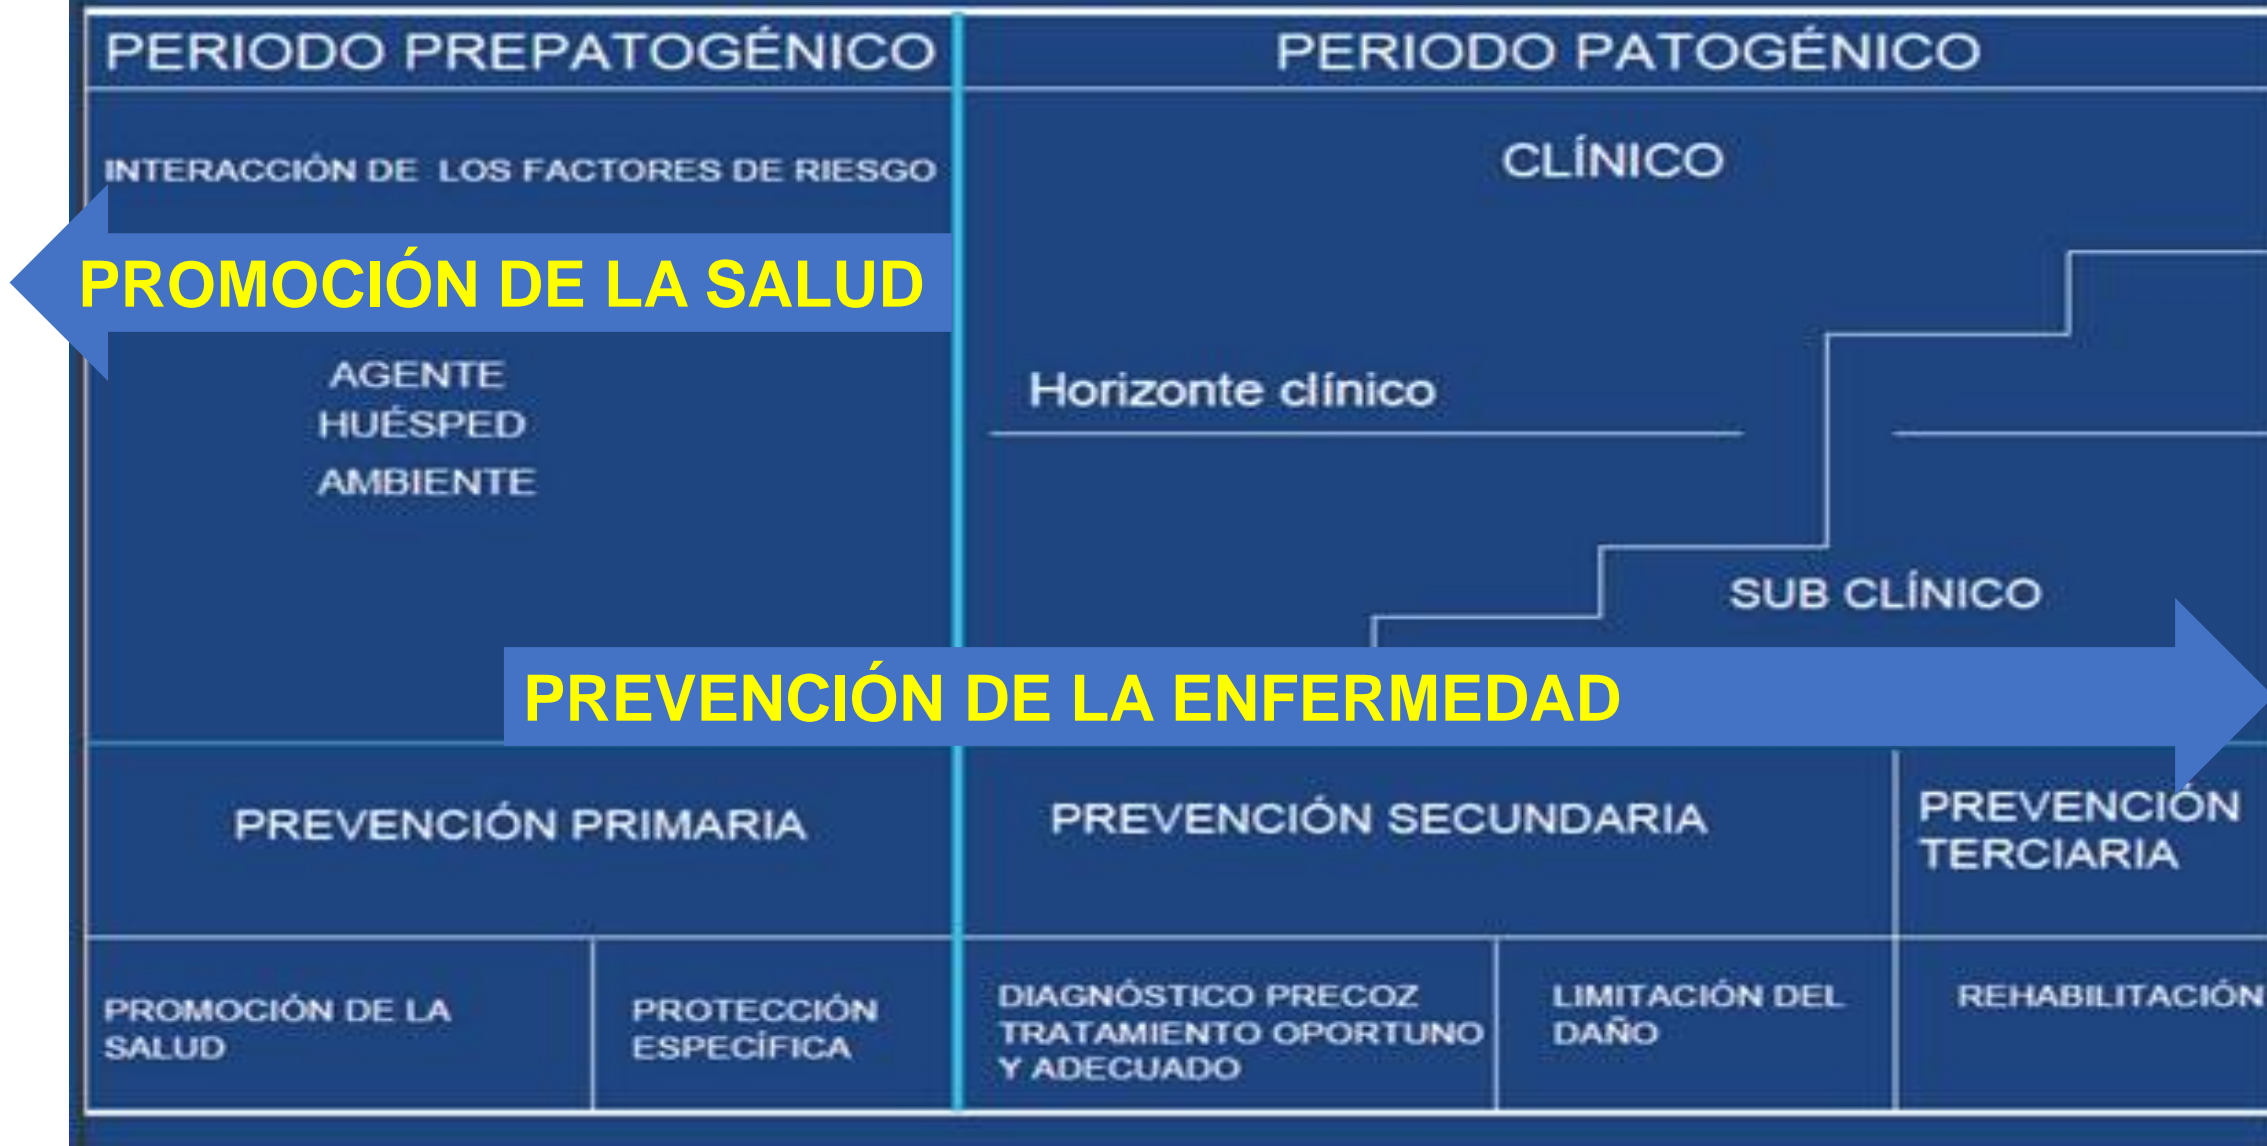 PERIODO PREPATOGÉNICO
PERIODO PATOGÉNICO
INTERACCIÓN DE LOS FACTORES DE RIESGO
CLÍNICO
PROMOCIÓN DE LA SALUD
AGENTE
HUÉSPED
AMBIENTE
Horizonte clínico
SUB CLÍNICO
PREVENCIÓN DE LA ENFERMEDAD
PREVENCIÓN PRIMARIA
PREVENCIÓN SECUNDARIA
PREVENCIÓN
TERCIARIA
PROMOCIÓN DE LA
SALUD
PROTECCIÓN
ESPECÍFICA
DIAGNÓSTICO PRECOZ
TRATAMIENTO OPORTUNO
Y ADECUADO
LIMITACIÓN DEL
DAÑO
REHABILITACIÓN